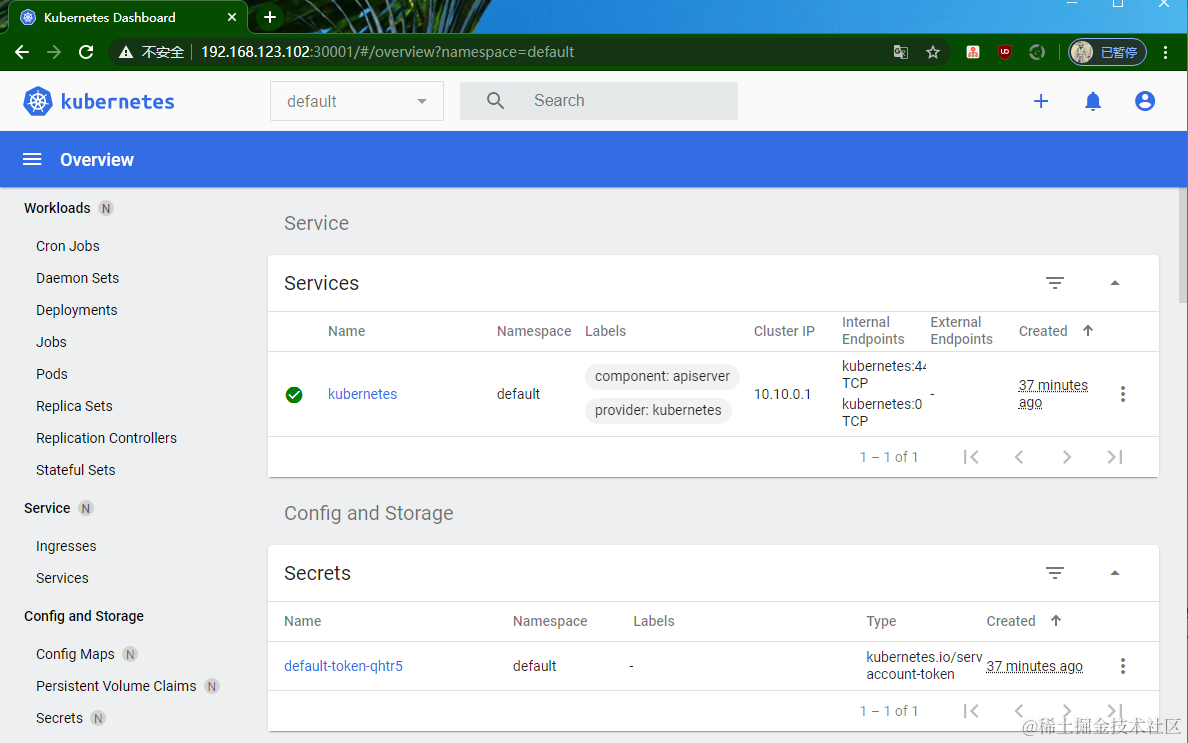 Kubernetes Dashboard
不安全
192.168.123.102:30001/#/overview?namespace=default
已暂停
kubernetes
default
Search
Overview
Workloads N
Cron Jobs
Daemon Sets
Deployments
Jobs
Pods
Replica Sets
Replication Controllers
Stateful Sets
Service N
Ingresses
Services
Config and Storage
Config Maps N
Persistent Volume Claims N
Secrets N
Service
Services
Name Namespace Labels Cluster IP Internal Endpoints External Endpoints Created
kubernetes default component: apiserver provider: kubernetes 10.10.0.1 kubernetes:44 TCP kubernetes:0 TCP - 37 minutes ago
1 – 1 of 1
Config and Storage
Secrets
Name Namespace Labels Type Created
default-token-qhtr5 default - kubernetes.io/serv account-token 37 minutes ago
1 – 1 of 1
@稀土掘金技术社区